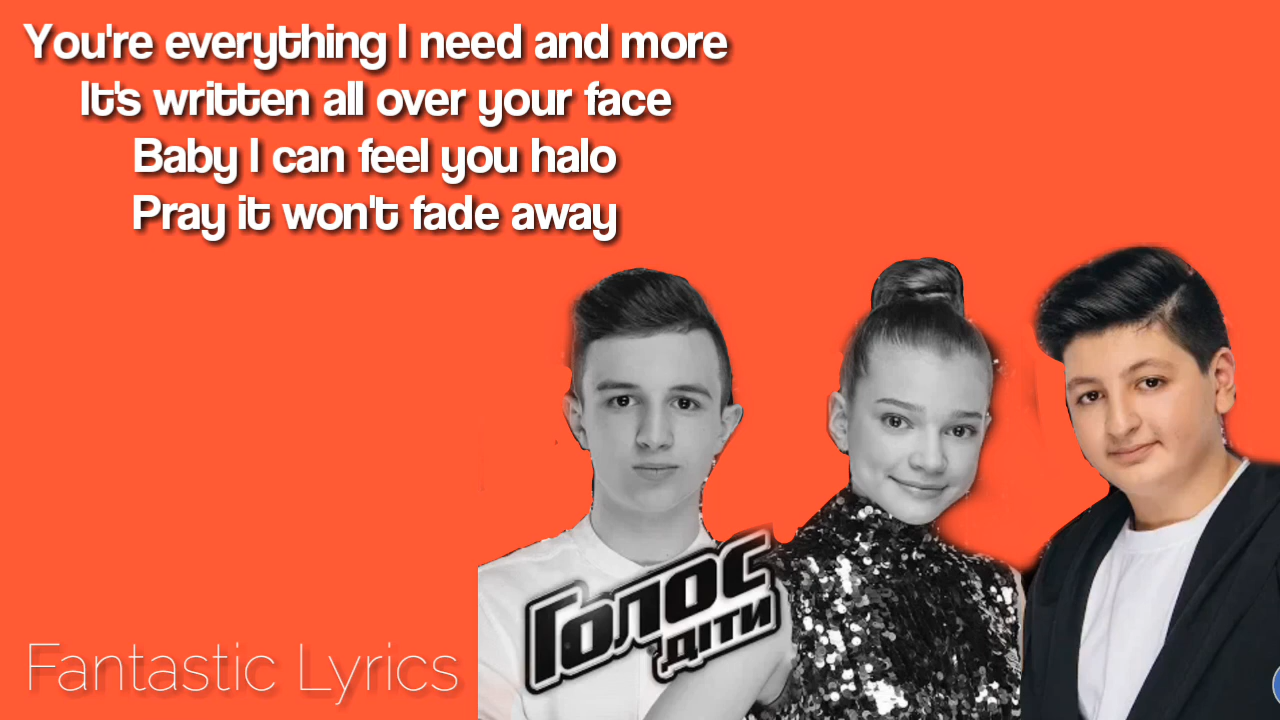 You're everything I need and more
It's written all over your face
Baby I can feel you halo
Pray it won't fade away
Голос
діти
Fantastic Lyrics